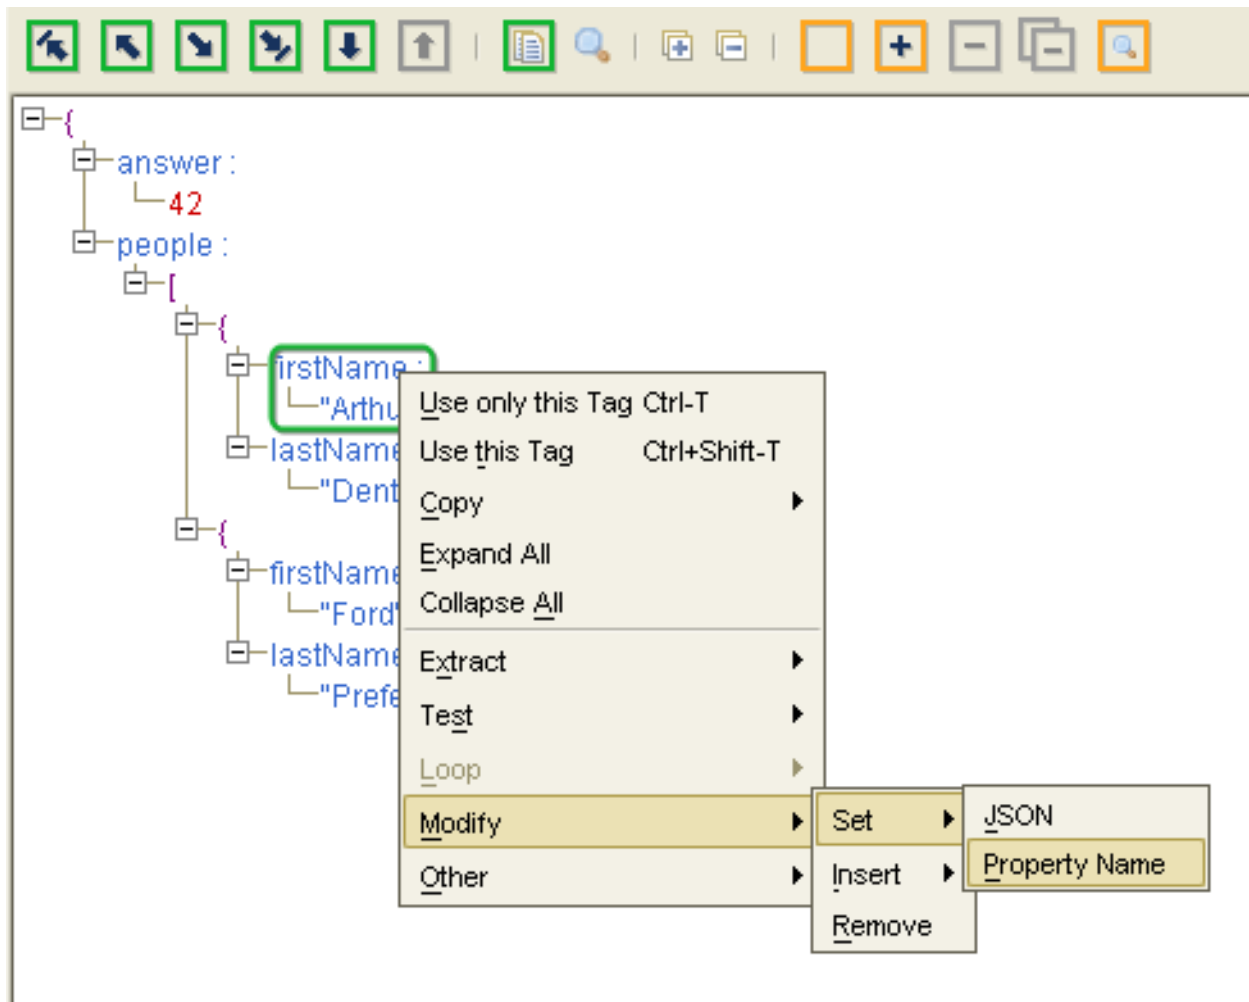 {
answer :
42
people :
[
{
firstName :
"Arthu
lastName
"Dent
{
firstName
"Ford"
lastName
"Prefe
Use only this Tag Ctrl-T
Use this Tag Ctrl+Shift-T
Copy
Expand All
Collapse All
Extract
Test
Loop
Modify
Other
Set
Insert
Remove
JSON
Property Name